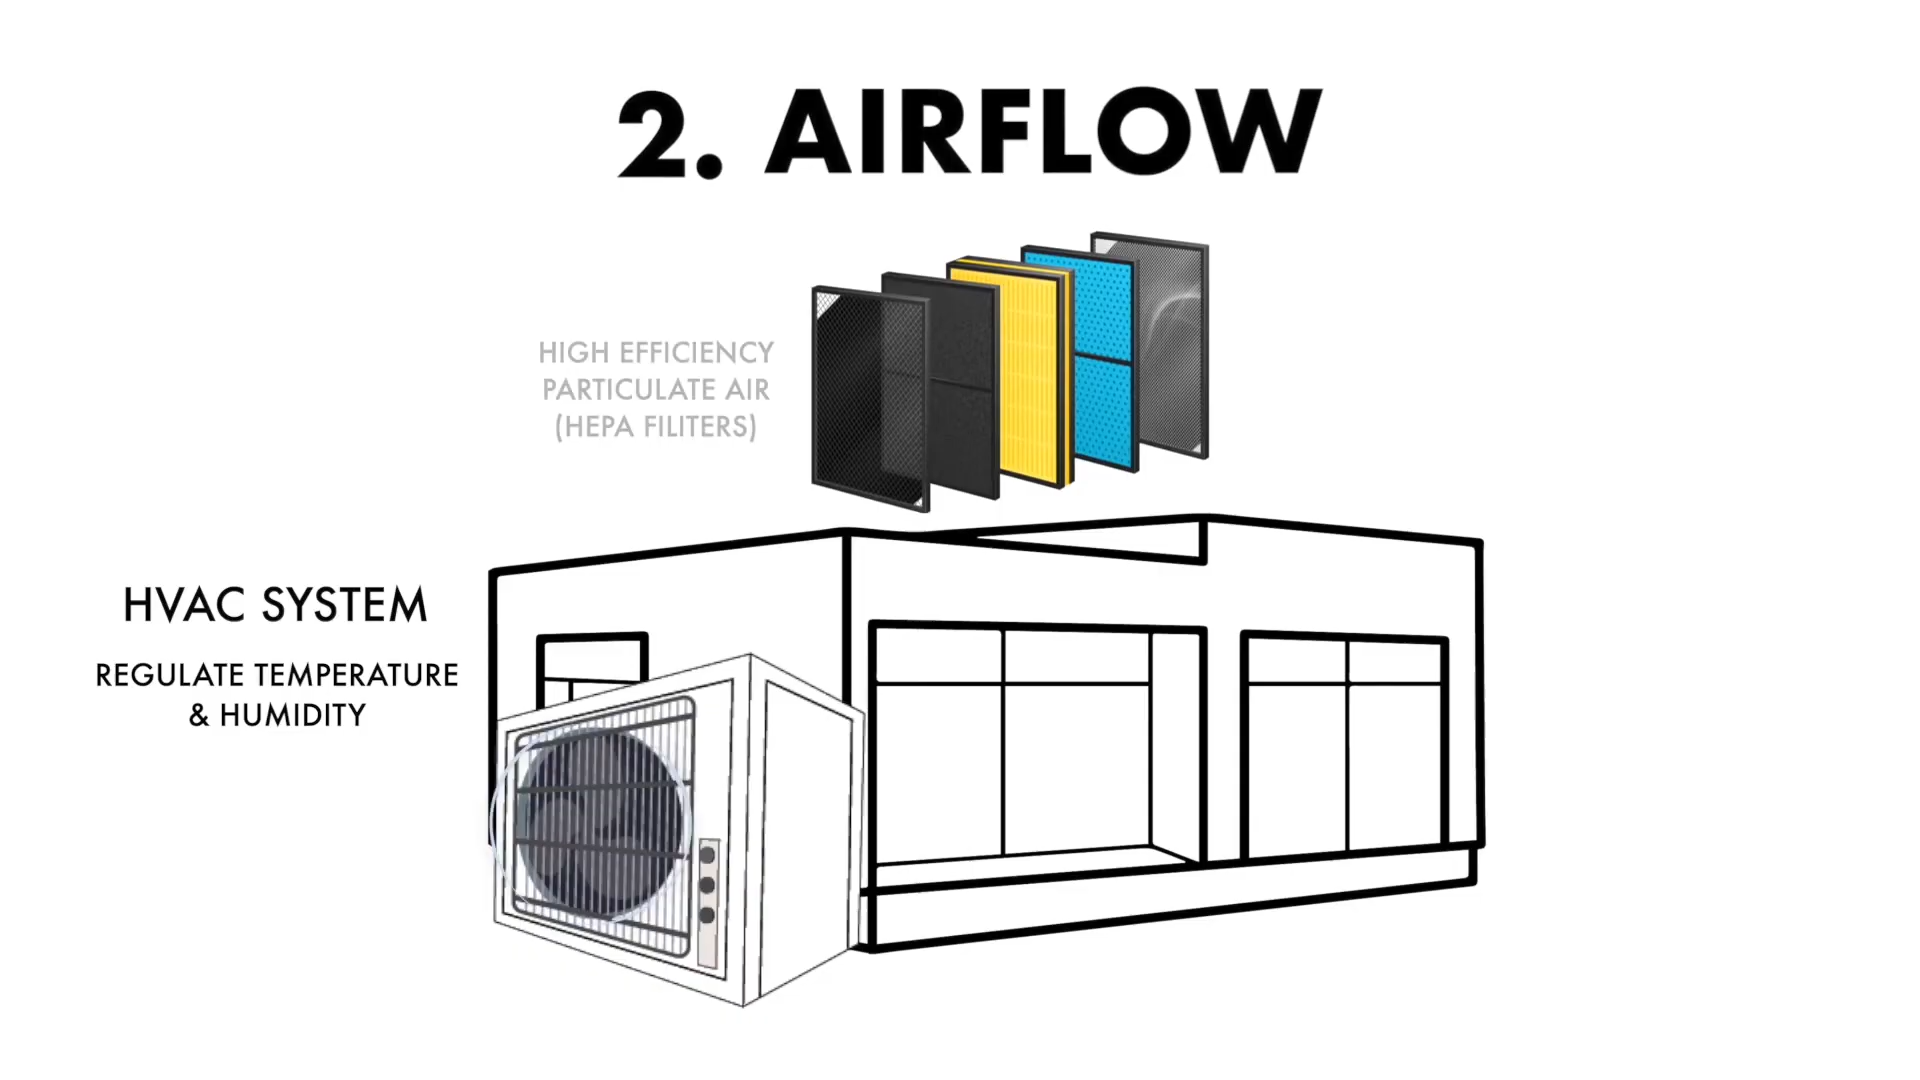 2. AIRFLOW
HIGH EFFICIENCY
PARTICULATE AIR
(HEPA FILITERS)
HVAC SYSTEM
REGULATE TEMPERATURE
& HUMIDITY